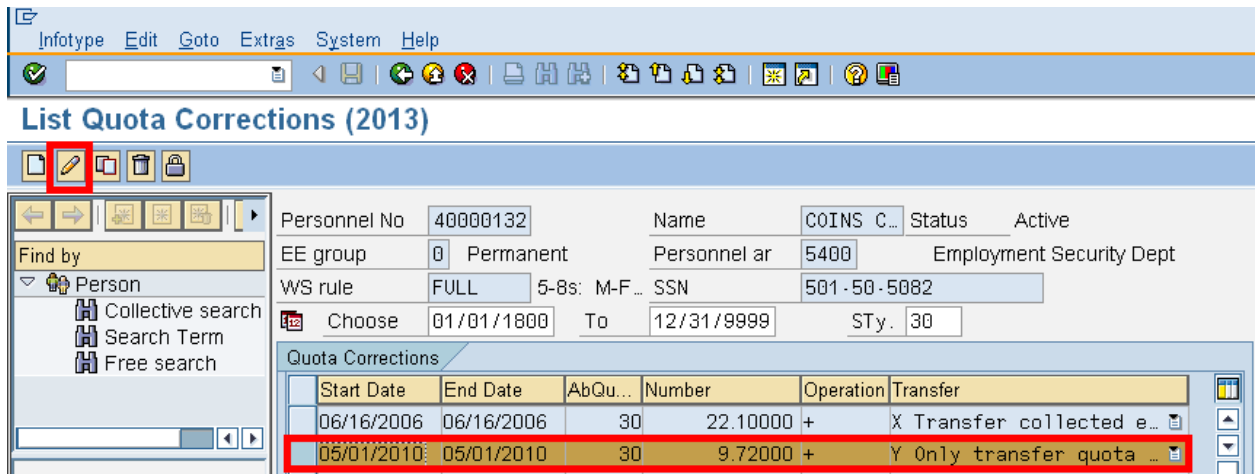 Infotype Edit Goto Extras System Help
List Quota Corrections (2013)
Personnel No 40000132 Name COINS C… Status Active
Find by EE group 0 Permanent Personnel ar 5400 Employment Security Dept
Person WS rule FULL 5-8s: M-F… SSN 501-50-5082
Collective search 12 Choose 01/01/1800 To 12/31/9999 STy. 30
Search Term
Free search Quota Corrections
Start Date End Date AbQu... Number Operation Transfer
06/16/2006 06/16/2006 30 22.10000 + X Transfer collected e…
05/01/2010 05/01/2010 30 9.72000 + Y Only transfer quota …